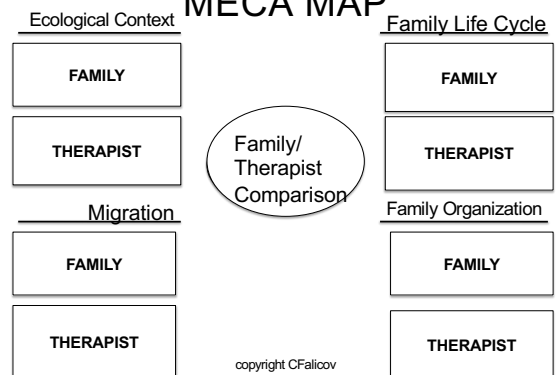 MECA MAP
Ecological Context
FAMILY
THERAPIST
Migration
FAMILY
THERAPIST
Family/
Therapist
Comparison
Family Life Cycle
FAMILY
THERAPIST
Family Organization
FAMILY
THERAPIST
copyright CFalicov